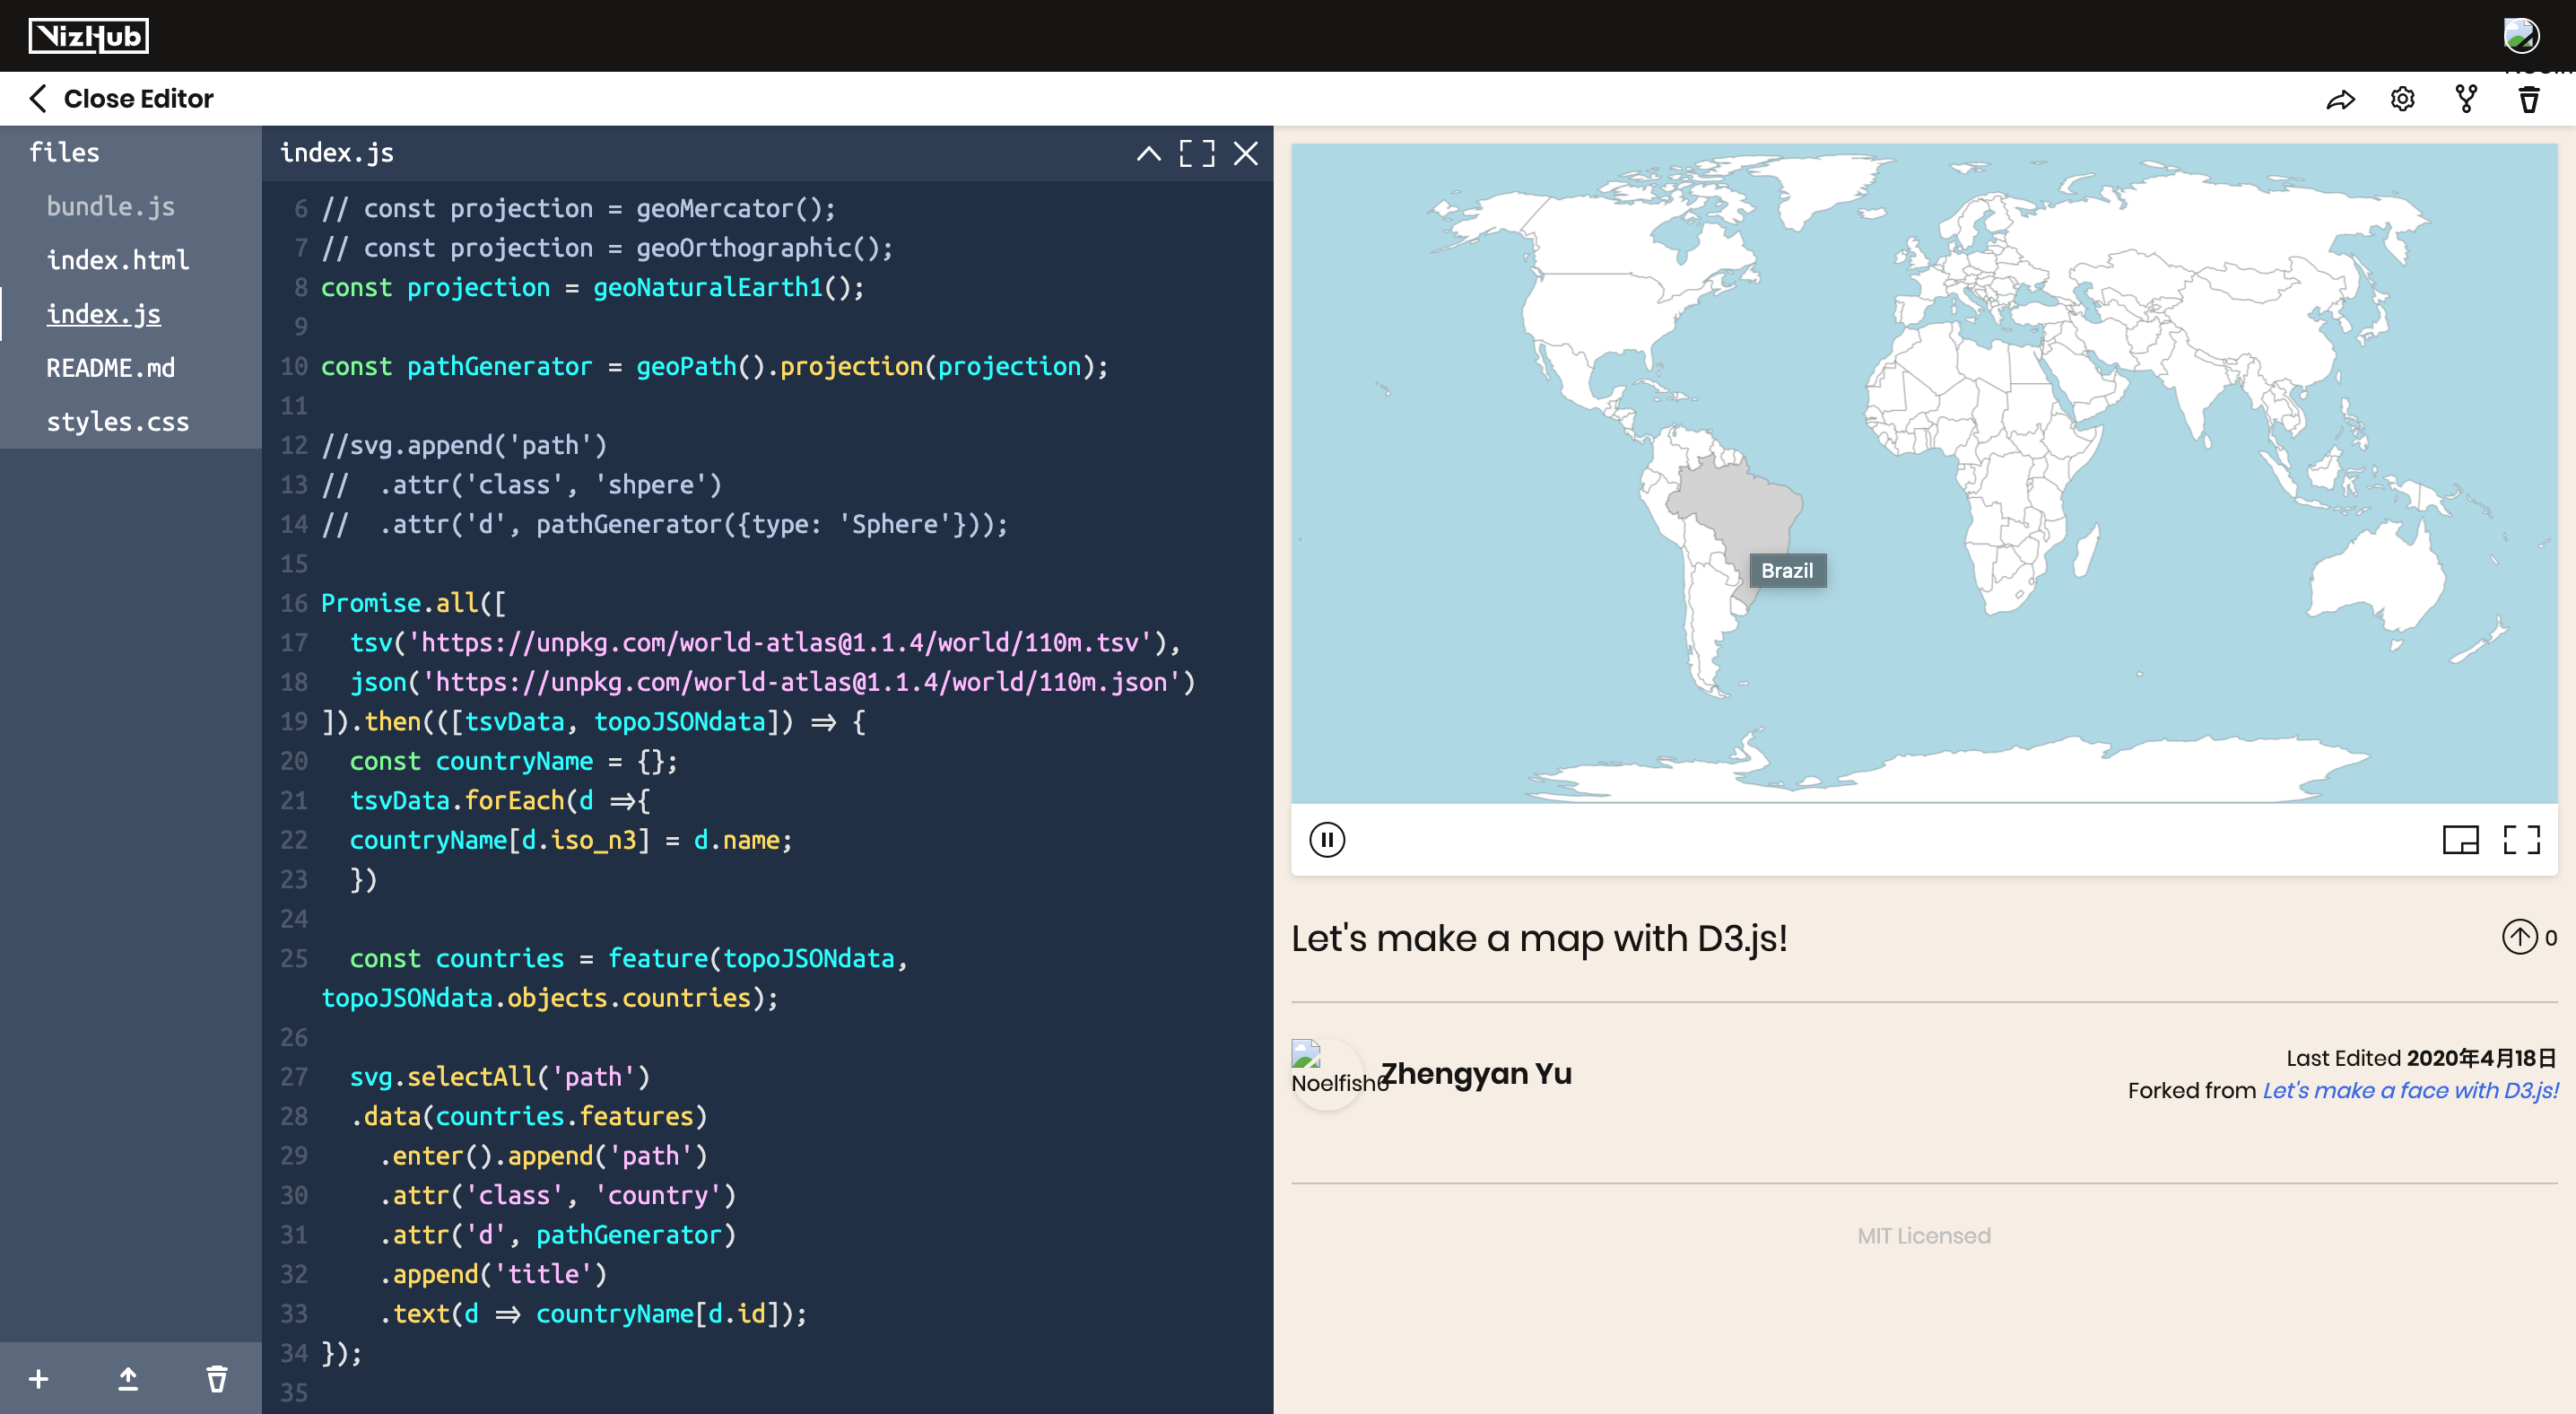 VizHub
Close Editor
files
bundle.js
index.html
index.js
README.md
styles.css
index.js
6 // const projection = geoMercator();
7 // const projection = geoOrthographic();
8 const projection = geoNaturalEarth1();
9
10 const pathGenerator = geoPath().projection(projection);
11
12 //svg.append('path')
13 //  .attr('class', 'shpere')
14 //  .attr('d', pathGenerator({type: 'Sphere'}));
15
16 Promise.all([
17   tsv('https://unpkg.com/world-atlas@1.1.4/world/110m.tsv'),
18   json('https://unpkg.com/world-atlas@1.1.4/world/110m.json')
19 ]).then(([tsvData, topoJSONdata]) => {
20   const countryName = {};
21   tsvData.forEach(d =>{
22   countryName[d.iso_n3] = d.name;
23   })
24
25   const countries = feature(topoJSONdata,
topoJSONdata.objects.countries);
26
27   svg.selectAll('path')
28   .data(countries.features)
29     .enter().append('path')
30     .attr('class', 'country')
31     .attr('d', pathGenerator)
32     .append('title')
33     .text(d => countryName[d.id]);
34 });
35
Brazil
Let's make a map with D3.js!
0
Noelfish6
Zhengyan Yu
Last Edited 2020年4月18日
Forked from Let's make a face with D3.js!
MIT Licensed